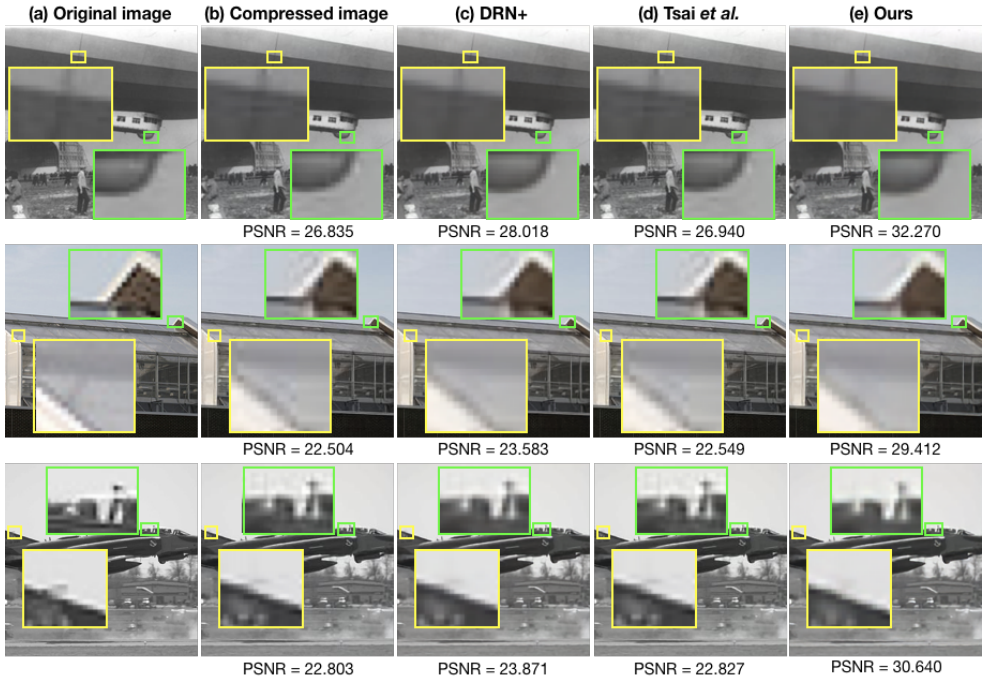 (a) Original image (b) Compressed image (c) DRN+ (d) Tsai et al. (e) Ours
PSNR = 26.835 PSNR = 28.018 PSNR = 26.940 PSNR = 32.270
PSNR = 22.504 PSNR = 23.583 PSNR = 22.549 PSNR = 29.412
PSNR = 22.803 PSNR = 23.871 PSNR = 22.827 PSNR = 30.640